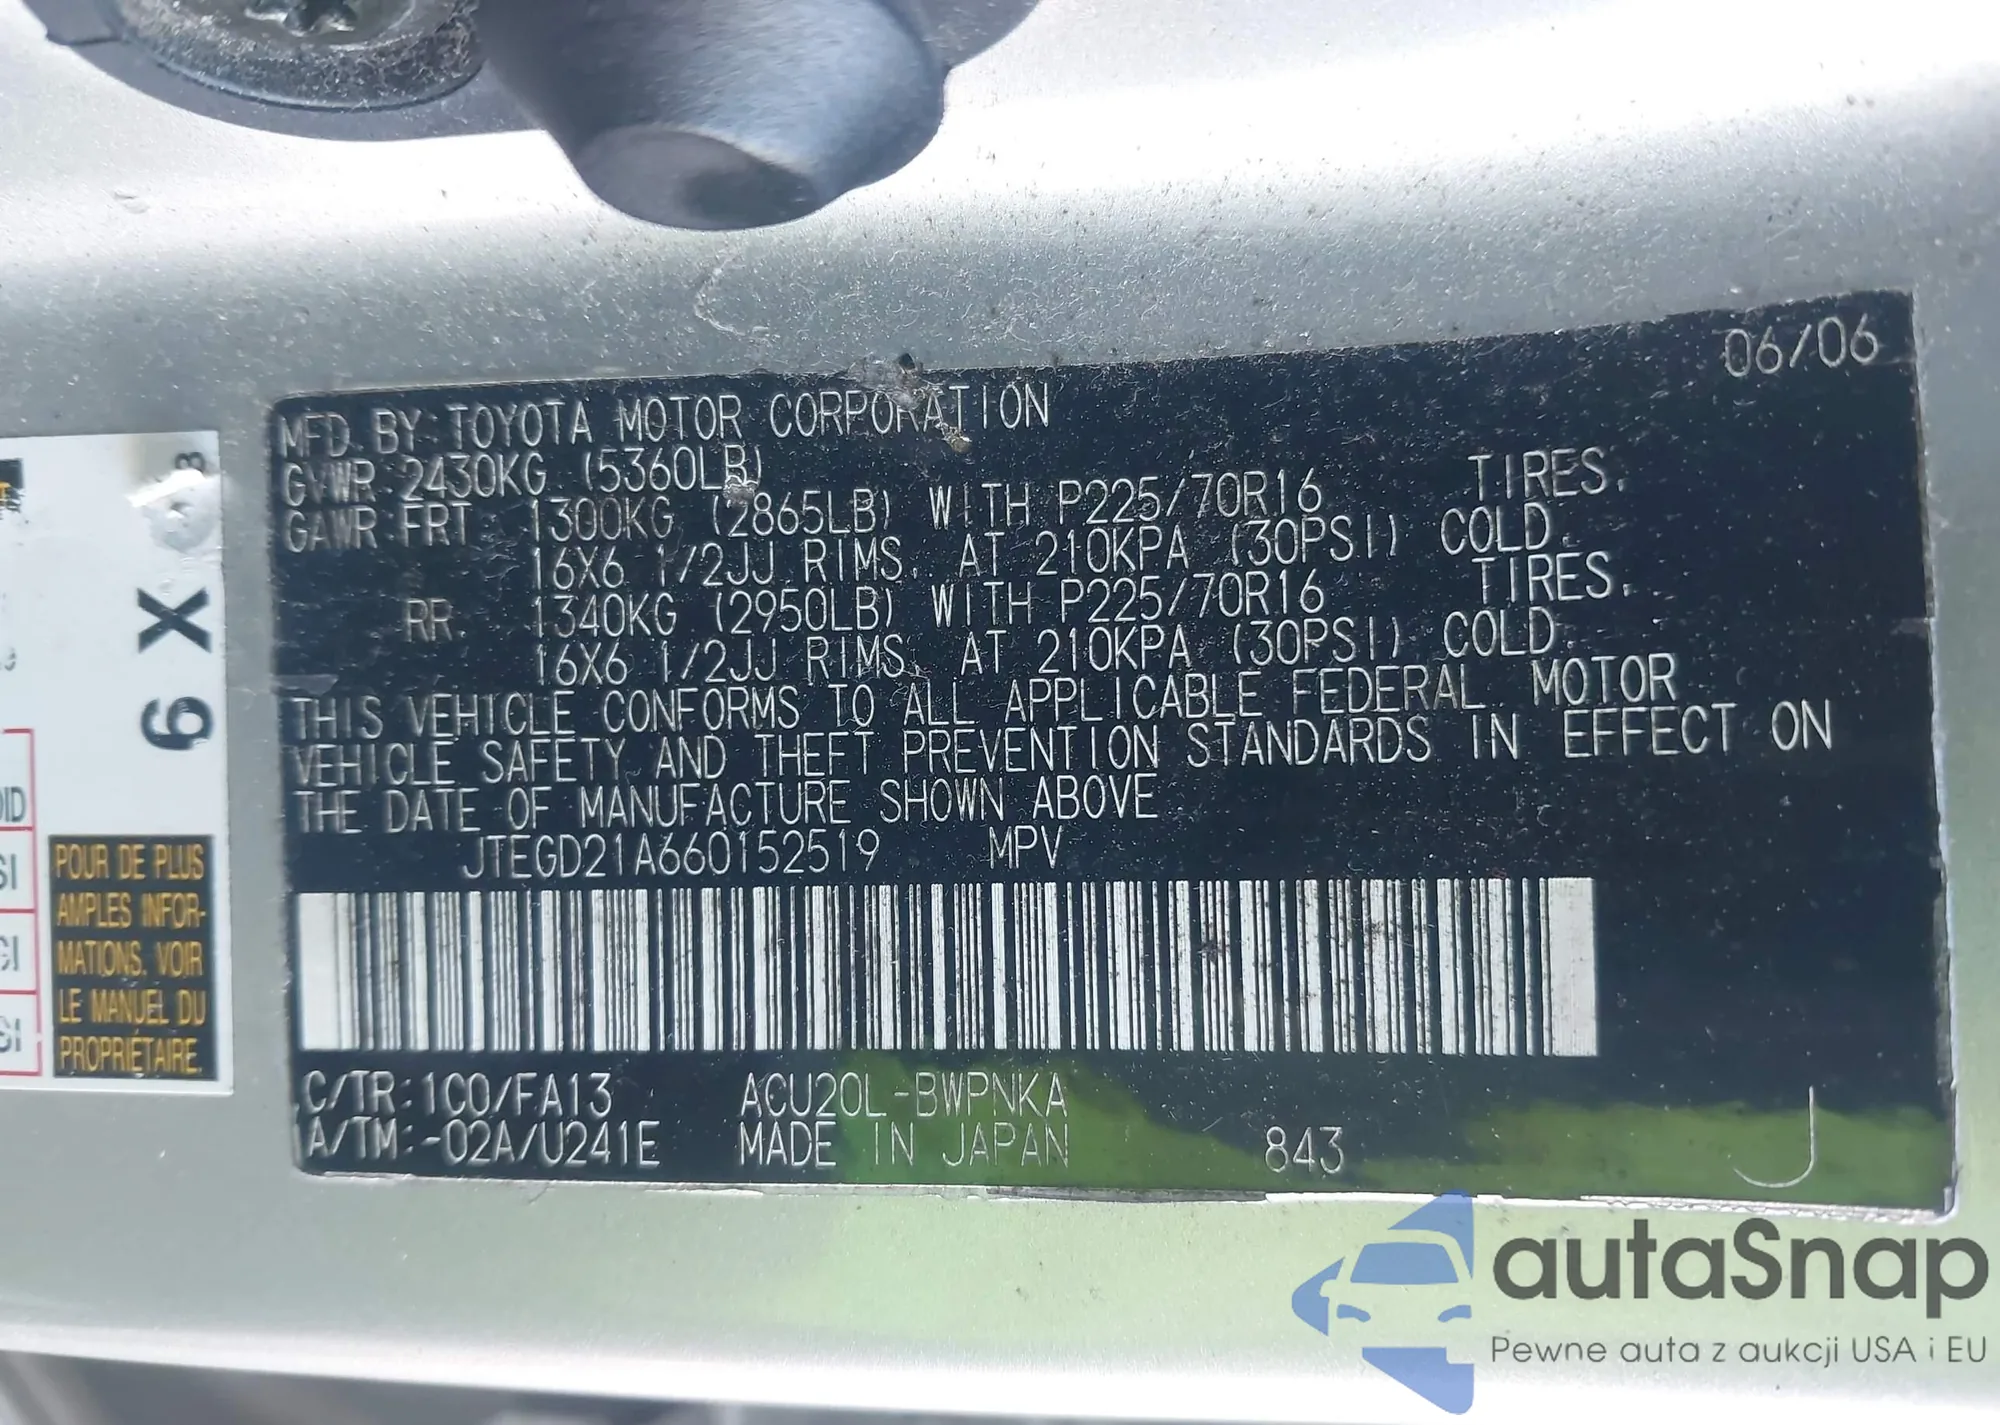 06/06
MFD. BY: TOYOTA MOTOR CORPORATION
GVWR 2430KG (5360LB)
GAWR FRT 1300KG (2865LB) WITH P225/70R16 TIRES.
16X6 1/2JJ RIMS, AT 210KPA (30PSI) COLD.
RR. 1340KG (2950LB) WITH P225/70R16 TIRES.
16X6 1/2JJ RIMS, AT 210KPA (30PSI) COLD.
THIS VEHICLE CONFORMS TO ALL APPLICABLE FEDERAL MOTOR
VEHICLE SAFETY AND THEFT PREVENTION STANDARDS IN EFFECT ON
THE DATE OF MANUFACTURE SHOWN ABOVE
JTEGD21A660152519 MPV
C/TR:1C0/FA13 ACU20L-BWPNKA
A/TM:-02A/U241E MADE IN JAPAN 843 J
6X
POUR DE PLUS
AMPLES INFOR-
MATIONS, VOIR
LE MANUEL DU
PROPRIÉTAIRE.
autaSnap
Pewne auta z aukcji USA i EU